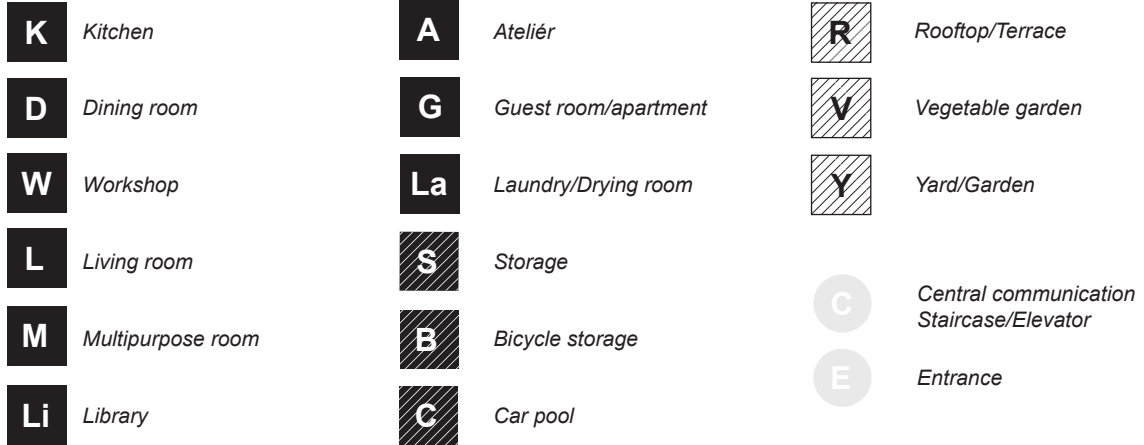 K Kitchen
D Dining room
W Workshop
L Living room
M Multipurpose room
Li Library
A Ateliér
G Guest room/apartment
La Laundry/Drying room
S Storage
B Bicycle storage
C Car pool
R Rooftop/Terrace
V Vegetable garden
Y Yard/Garden
C Central communication
Staircase/Elevator
E Entrance